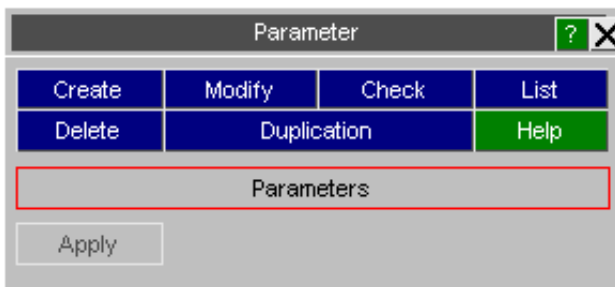 Parameter ? X
Create Modify Check List
Delete Duplication Help
Parameters
Apply